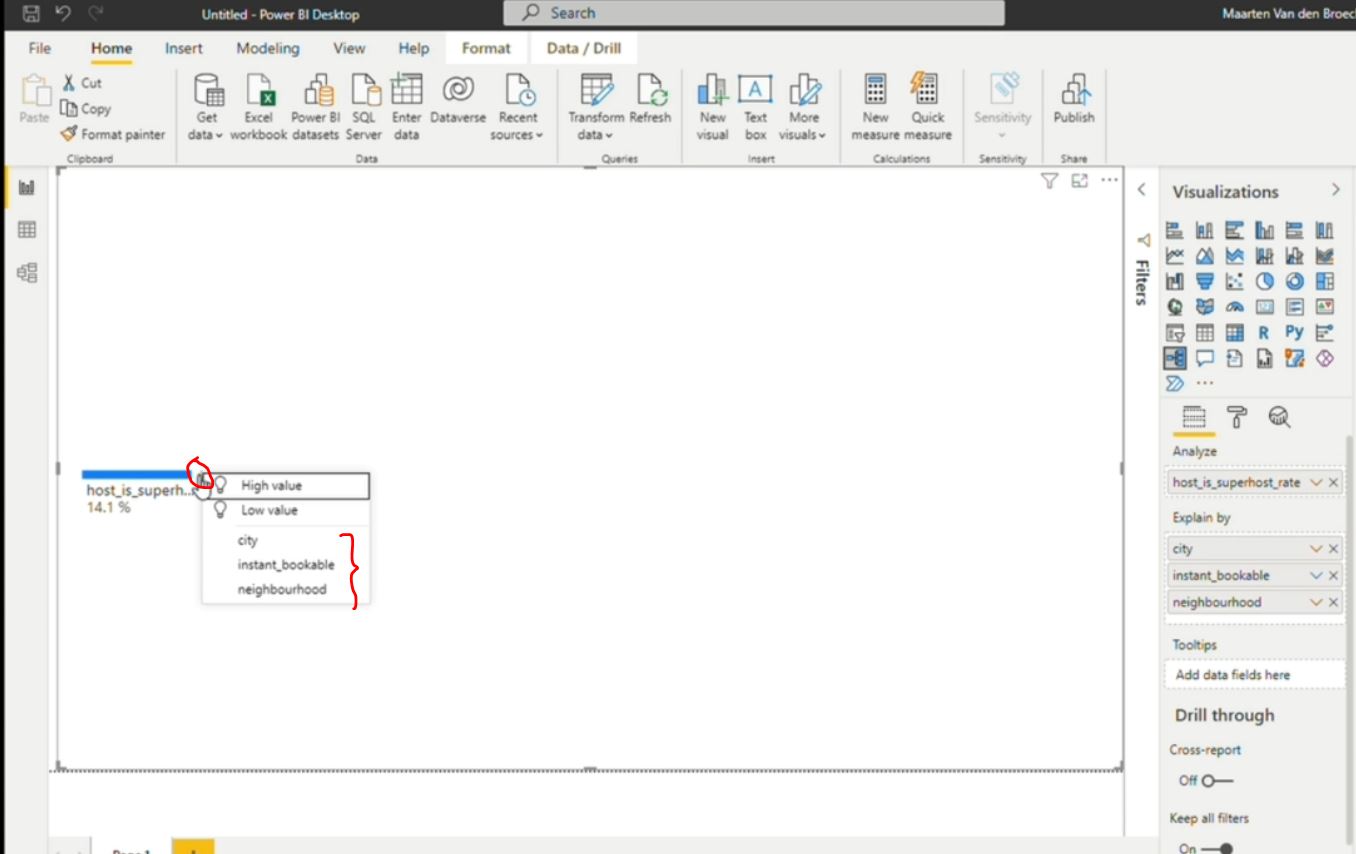 Untitled - Power BI Desktop
Search
Maarten Van den Broeck
File Home Insert Modeling View Help Format Data / Drill
Paste
Cut
Copy
Format painter
Clipboard
Get data
Excel workbook
Power BI datasets
SQL Server
Enter data
Dataverse
Recent sources
Data
Transform data
Refresh
Queries
New visual
Text box
More visuals
Insert
New measure
Quick measure
Calculations
Sensitivity
Sensitivity
Publish
Share
host_is_superh...
14.1 %
High value
Low value
city
instant_bookable
neighbourhood
Filters
Visualizations
R Py
Analyze
host_is_superhost_rate
Explain by
city
instant_bookable
neighbourhood
Tooltips
Add data fields here
Drill through
Cross-report
Off
Keep all filters
On
Page 1